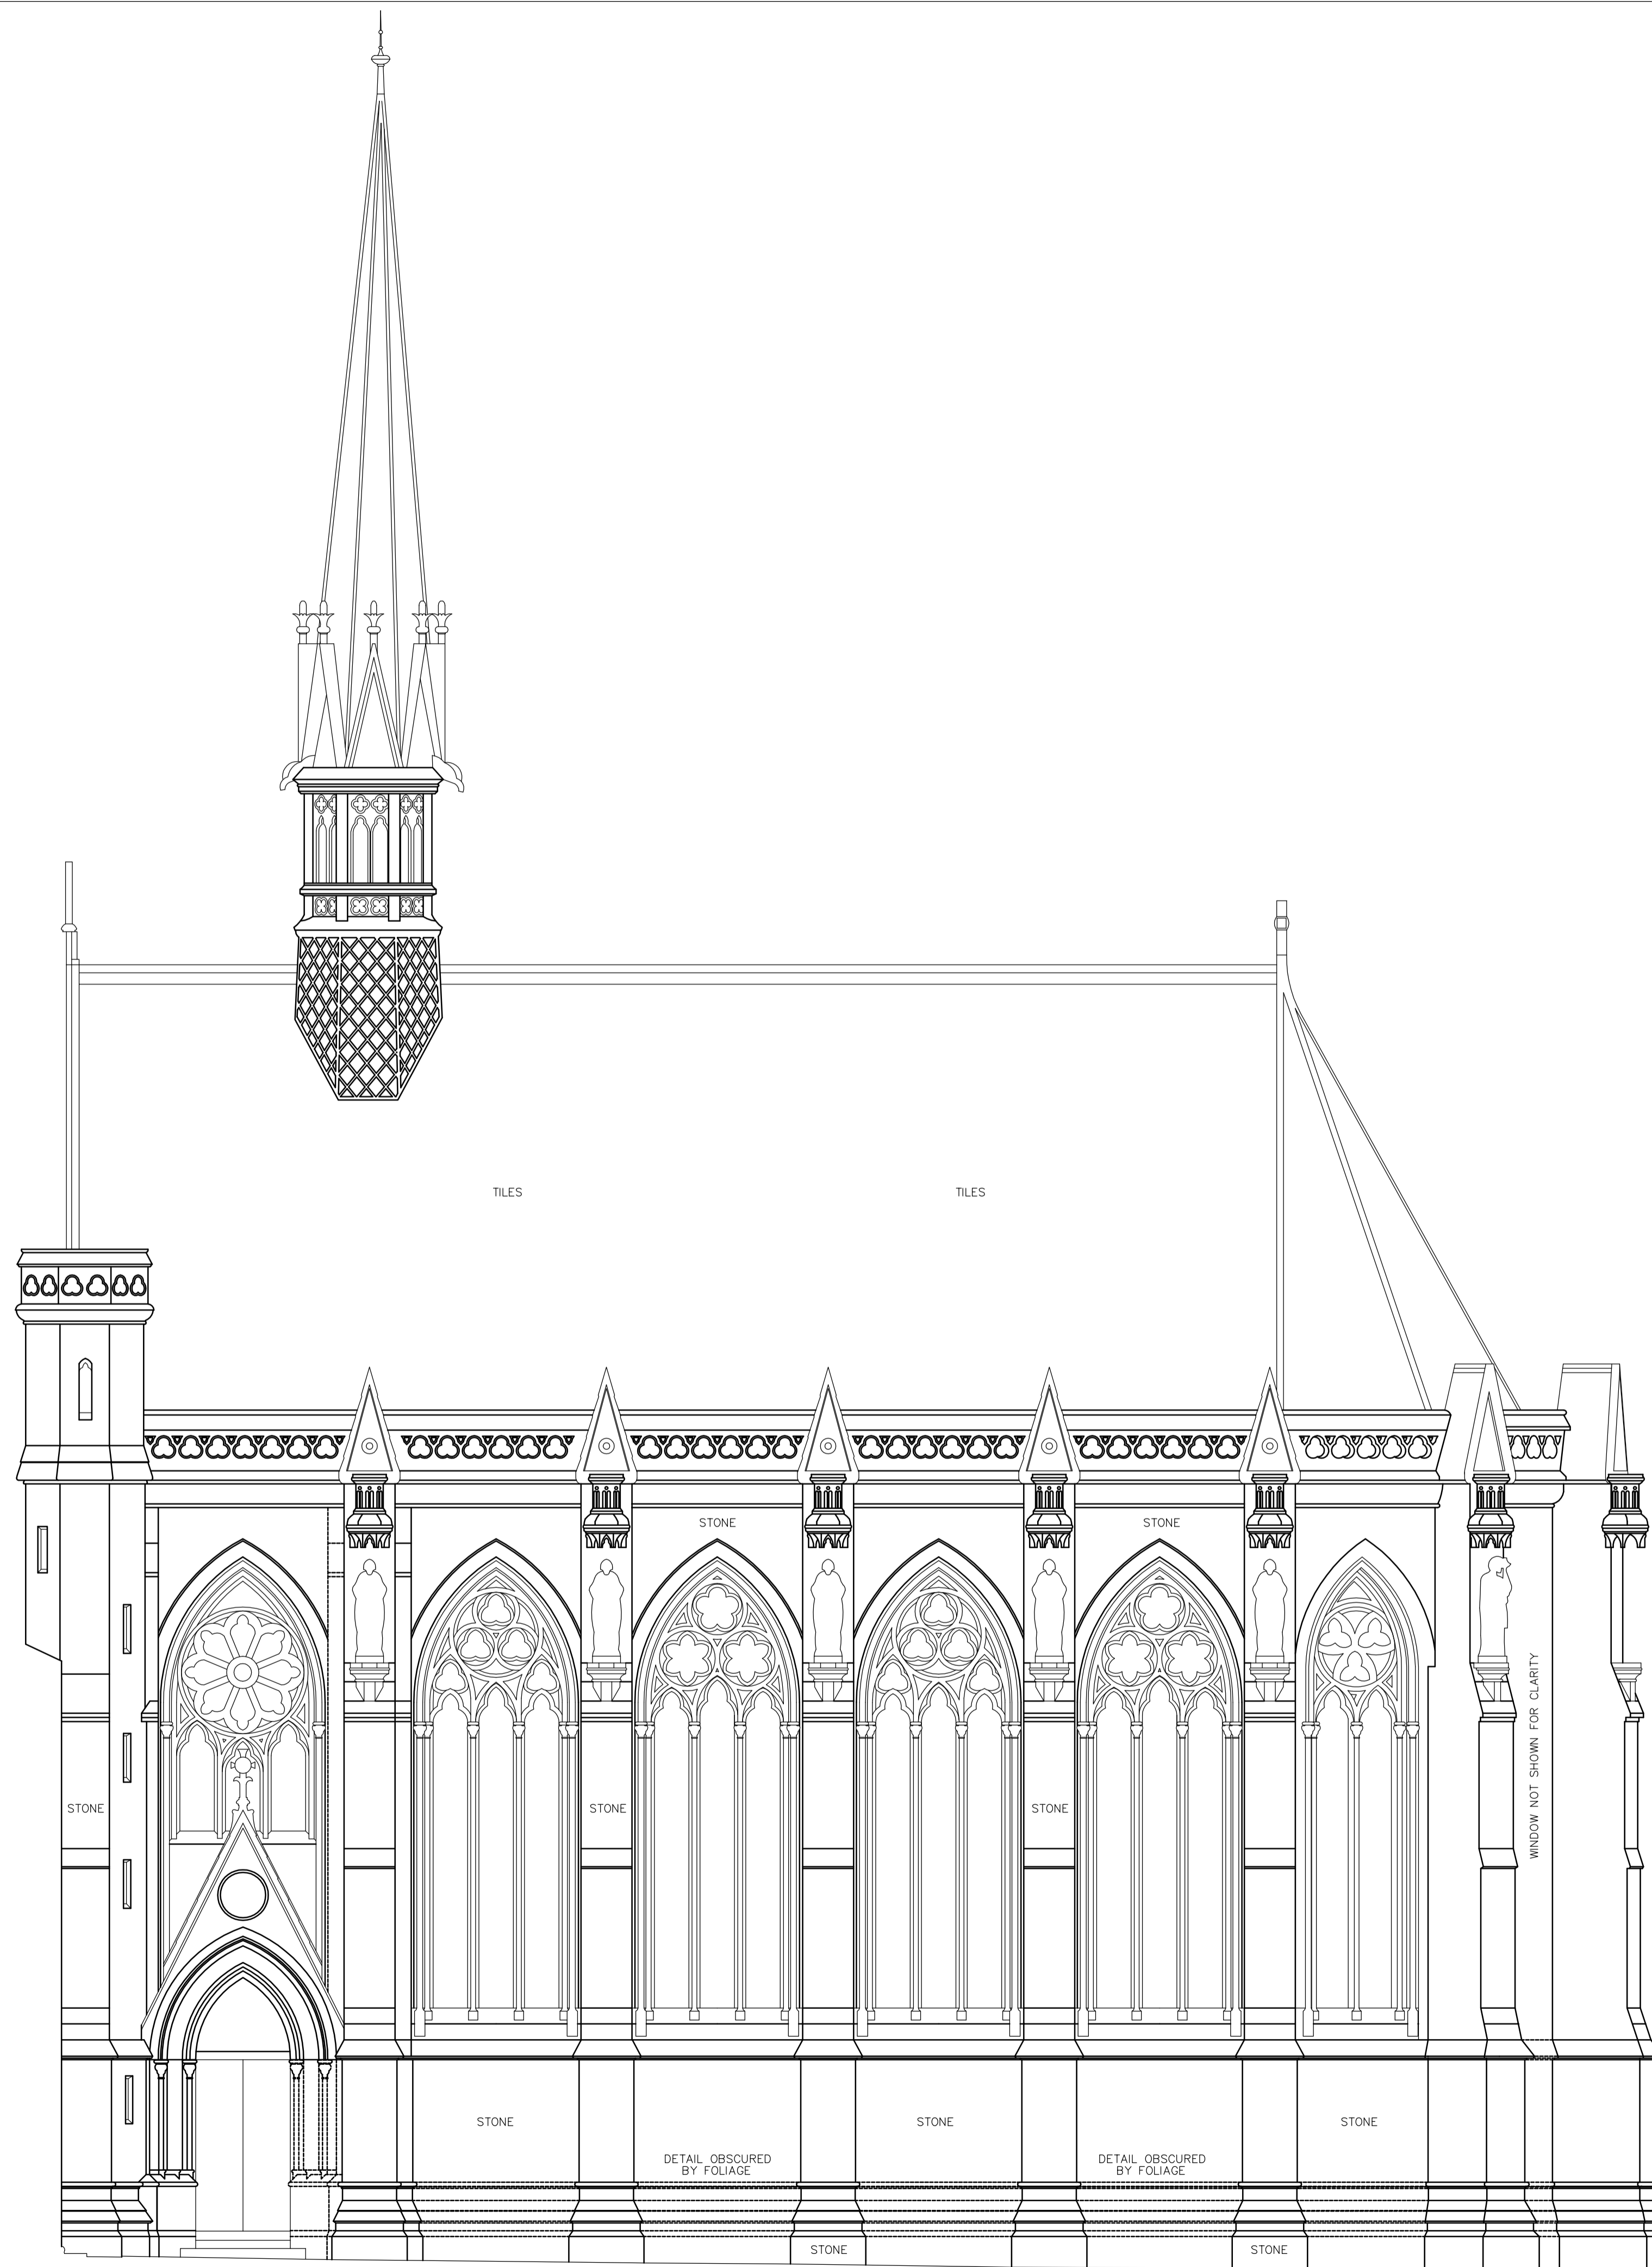 TILES
TILES
STONE
STONE
WINDOW NOT SHOWN FOR CLARITY
STONE
STONE
STONE
STONE
STONE
STONE
DETAIL OBSCURED
BY FOLIAGE
DETAIL OBSCURED
BY FOLIAGE
STONE
STONE